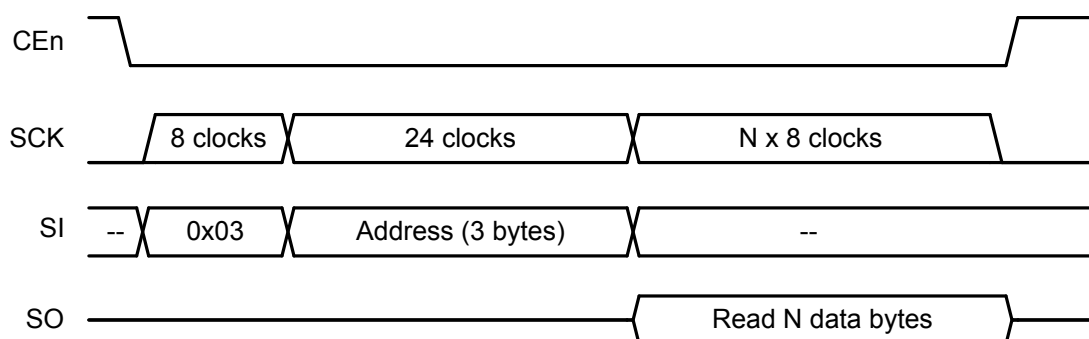 CEn
SCK 8 clocks 24 clocks N x 8 clocks
SI -- 0x03 Address (3 bytes) --
SO Read N data bytes